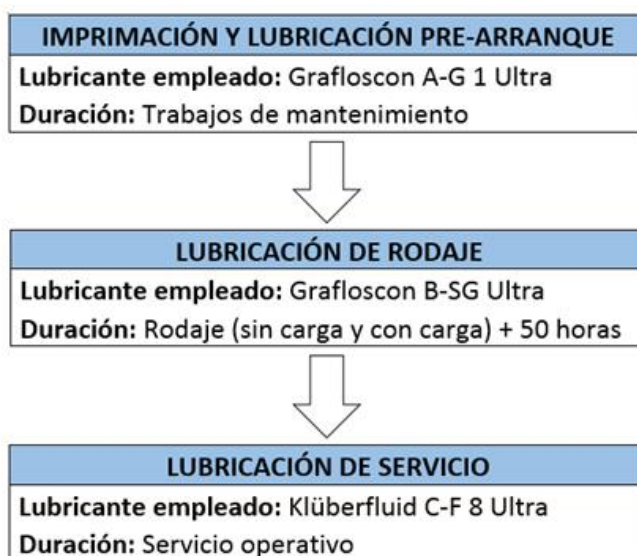 IMPRIMACIÓN Y LUBRICACIÓN PRE-ARRANQUE
Lubricante empleado: Grafloscon A-G 1 Ultra
Duración: Trabajos de mantenimiento
LUBRICACIÓN DE RODAJE
Lubricante empleado: Grafloscon B-SG Ultra
Duración: Rodaje (sin carga y con carga) + 50 horas
LUBRICACIÓN DE SERVICIO
Lubricante empleado: Klüberfluid C-F 8 Ultra
Duración: Servicio operativo